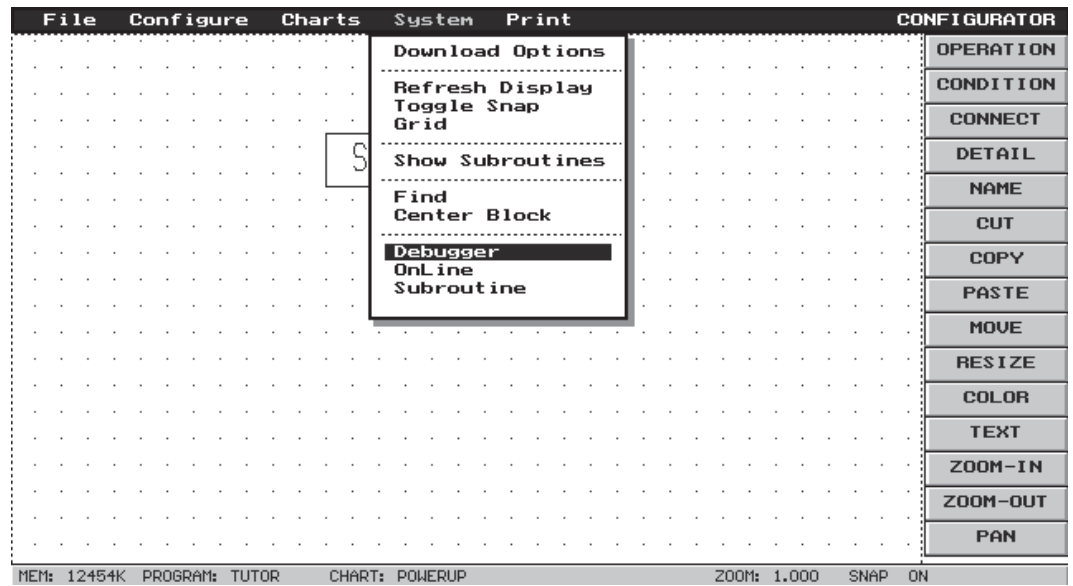 File Configure Charts System Print CONFIGURATOR
Download Options
Refresh Display
Toggle Snap
Grid
Show Subroutines
Find
Center Block
Debugger
OnLine
Subroutine
S
OPERATION
CONDITION
CONNECT
DETAIL
NAME
CUT
COPY
PASTE
MOVE
RESIZE
COLOR
TEXT
ZOOM-IN
ZOOM-OUT
PAN
MEM: 12454K PROGRAM: TUTOR CHART: POWERUP ZOOM: 1.000 SNAP ON